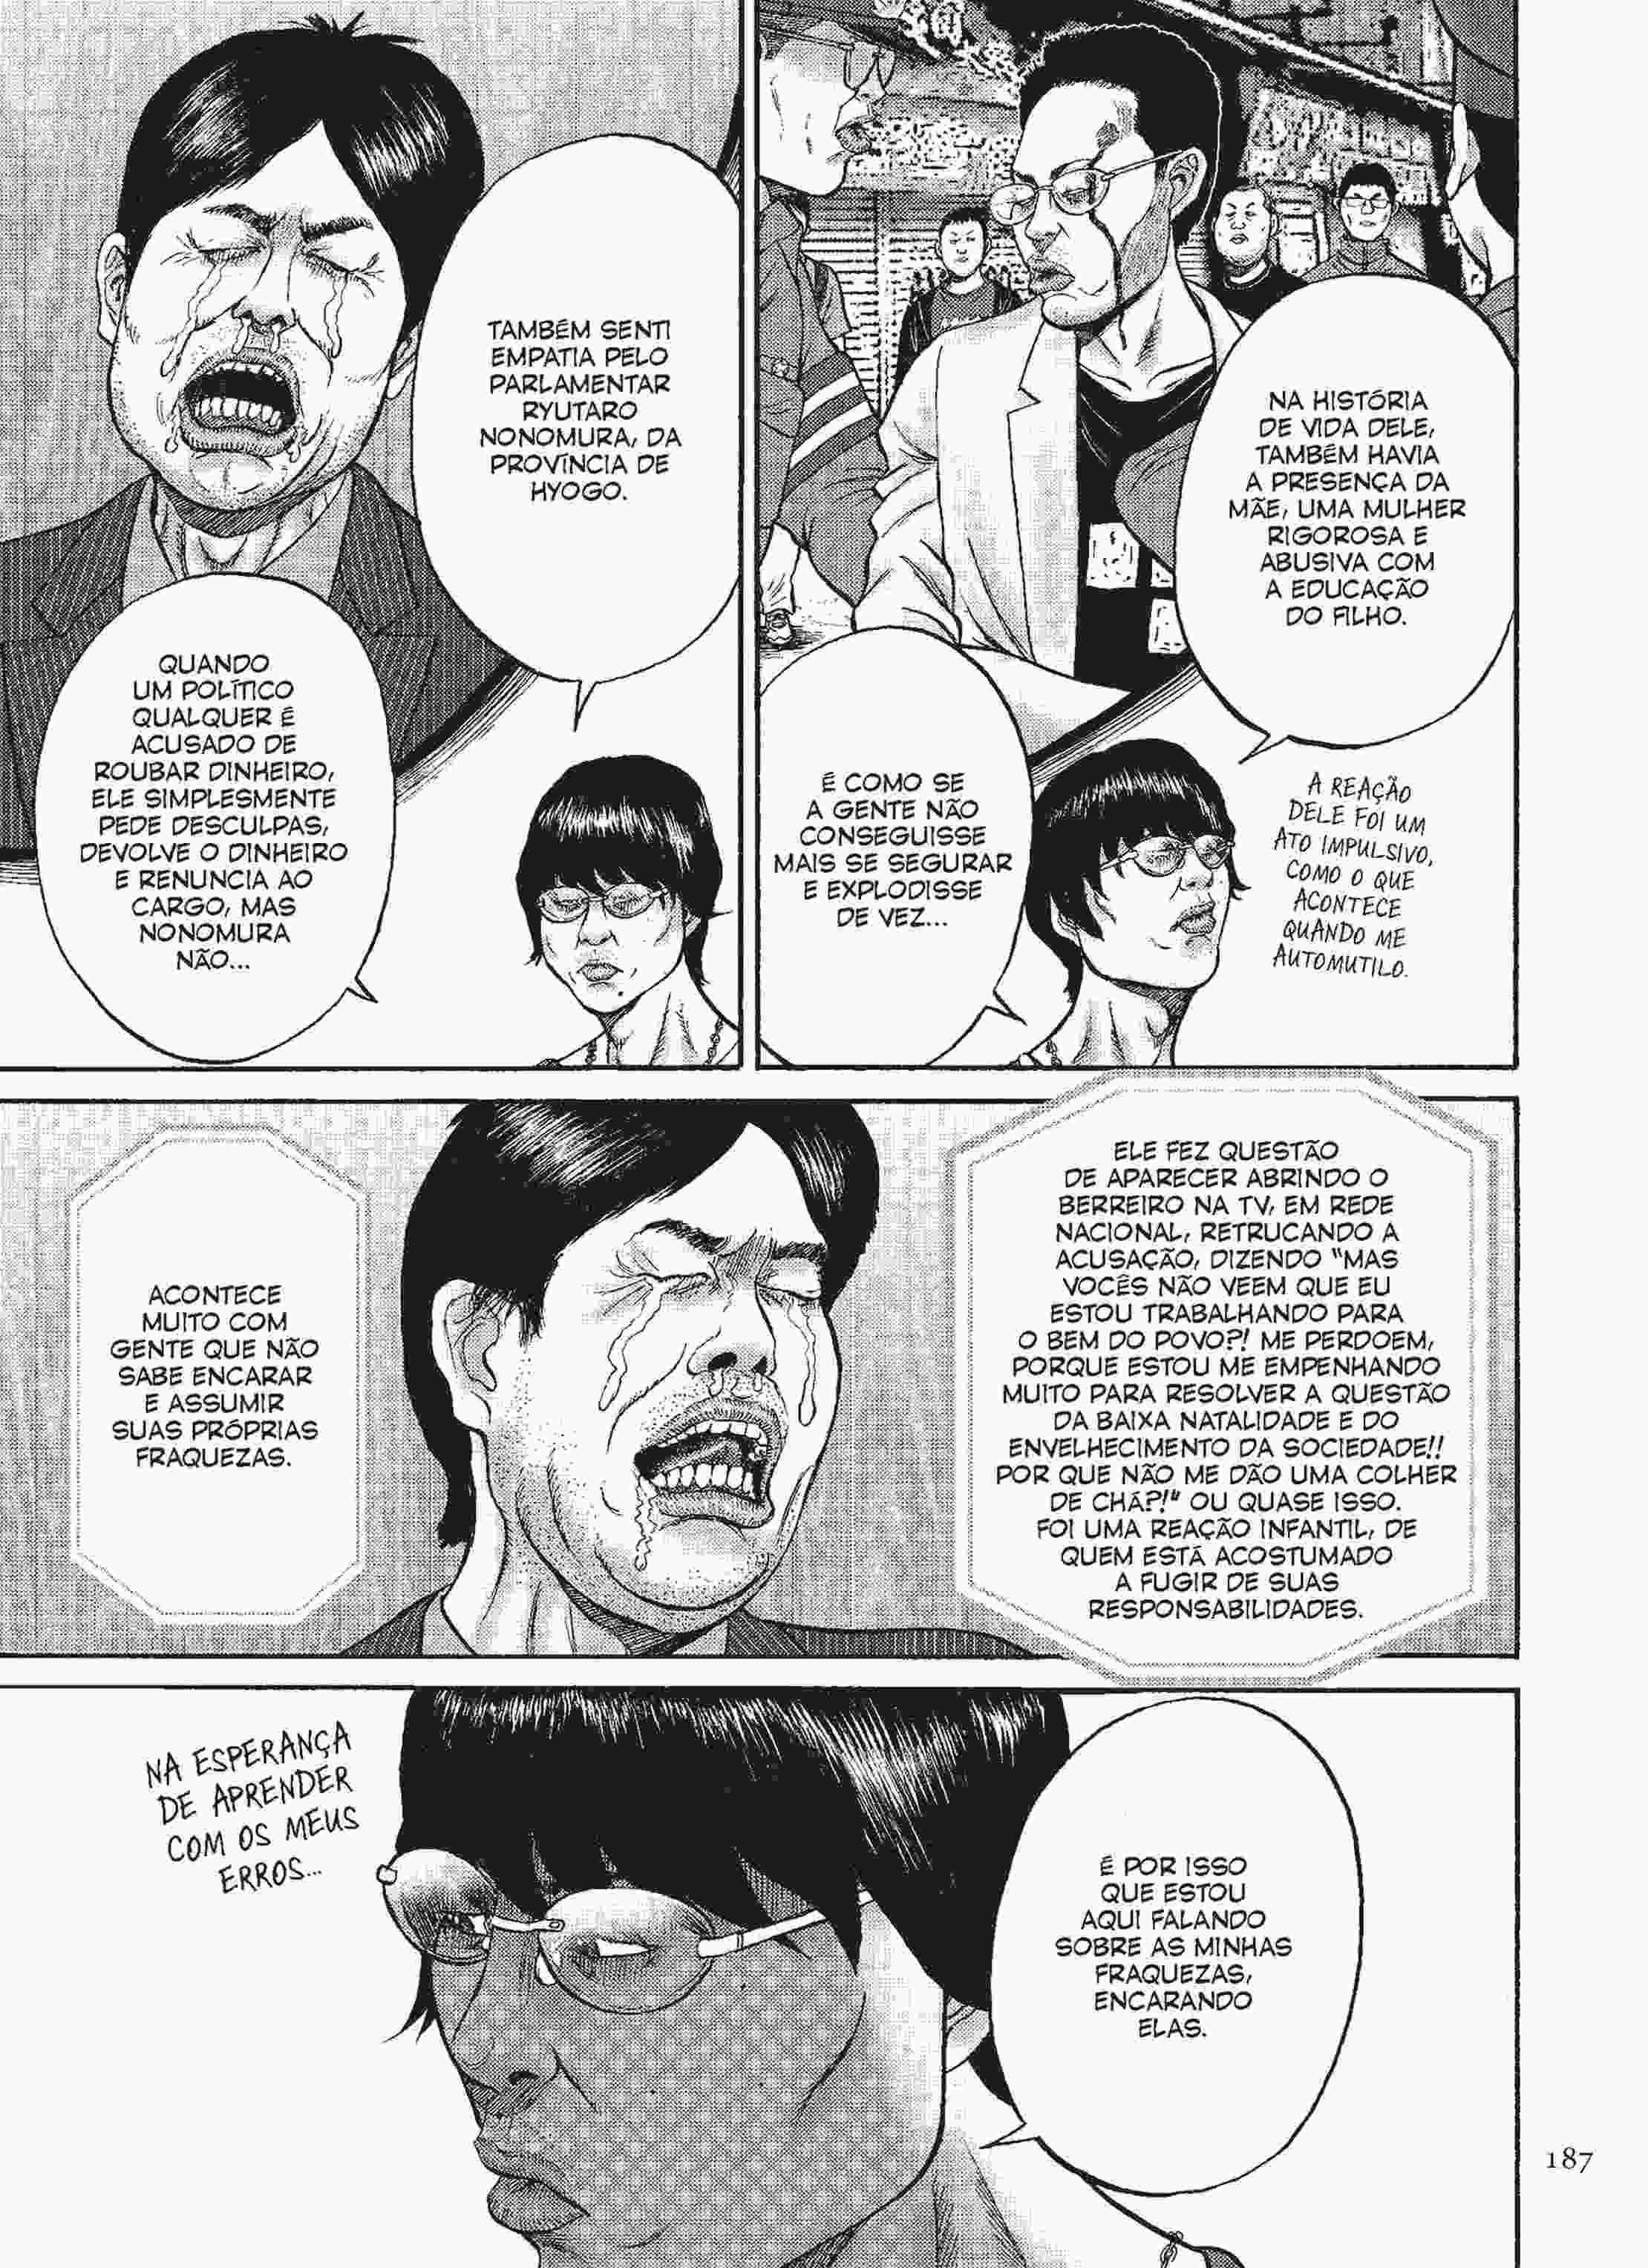 NA HISTÓRIA
DE VIDA DELE,
TAMBÉM HAVIA
A PRESENÇA DA
MÃE, UMA MULHER
RIGOROSA E
ABUSIVA COM
A EDUCAÇÃO
DO FILHO.
A REAÇÃO
DELE FOI UM
ATO IMPULSIVO,
COMO O QUE
ACONTECE
QUANDO ME
AUTOMUTILO.
É COMO SE
A GENTE NÃO
CONSEGUISSE
MAIS SE SEGURAR
E EXPLODISSE
DE VEZ...
TAMBÉM SENTI
EMPATIA PELO
PARLAMENTAR
RYUTARO
NONOMURA, DA
PROVÍNCIA DE
HYOGO.
QUANDO
UM POLÍTICO
QUALQUER É
ACUSADO DE
ROUBAR DINHEIRO,
ELE SIMPLESMENTE
PEDE DESCULPAS,
DEVOLVE O DINHEIRO
E RENUNCIA AO
CARGO, MAS
NONOMURA
NÃO...
ELE FEZ QUESTÃO
DE APARECER ABRINDO O
BERREIRO NA TV, EM REDE
NACIONAL, RETRUCANDO A
ACUSAÇÃO, DIZENDO "MAS
VOCÊS NÃO VEEM QUE EU
ESTOU TRABALHANDO PARA
O BEM DO POVO?! ME PERDOEM,
PORQUE ESTOU ME EMPENHANDO
MUITO PARA RESOLVER A QUESTÃO
DA BAIXA NATALIDADE E DO
ENVELHECIMENTO DA SOCIEDADE!!
POR QUE NÃO ME DÃO UMA COLHER
DE CHÁ?!" OU QUASE ISSO.
FOI UMA REAÇÃO INFANTIL, DE
QUEM ESTÁ ACOSTUMADO
A FUGIR DE SUAS
RESPONSABILIDADES.
ACONTECE
MUITO COM
GENTE QUE NÃO
SABE ENCARAR
E ASSUMIR
SUAS PRÓPRIAS
FRAQUEZAS.
É POR ISSO
QUE ESTOU
AQUI FALANDO
SOBRE AS MINHAS
FRAQUEZAS,
ENCARANDO
ELAS.
NA ESPERANÇA
DE APRENDER
COM OS MEUS
ERROS...
187